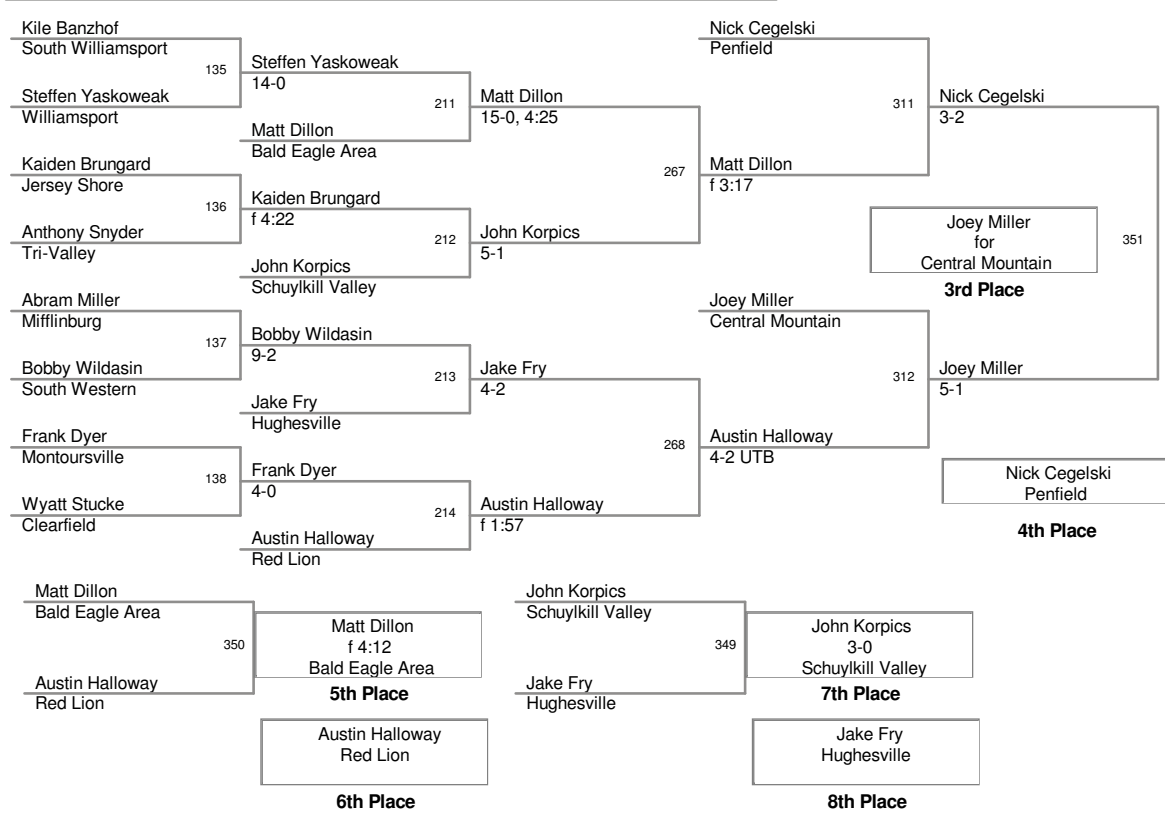 Kile Banzhof
South Williamsport
135
Steffen Yaskoweak
Williamsport
Kaiden Brungard
Jersey Shore
136
Anthony Snyder
Tri-Valley
Abram Miller
Mifflinburg
137
Bobby Wildasin
South Western
Frank Dyer
Montoursville
138
Wyatt Stucke
Clearfield
Steffen Yaskoweak
14-0
211
Matt Dillon
Bald Eagle Area
Kaiden Brungard
f 4:22
212
John Korpics
Schuylkill Valley
Bobby Wildasin
9-2
213
Jake Fry
Hughesville
Frank Dyer
4-0
214
Austin Halloway
Red Lion
Matt Dillon
15-0, 4:25
267
John Korpics
5-1
Jake Fry
4-2
268
Austin Halloway
f 1:57
Nick Cegelski
Penfield
311
Matt Dillon
f 3:17
Joey Miller
Central Mountain
312
Austin Halloway
4-2 UTB
Nick Cegelski
3-2
351
Joey Miller
5-1
Joey Miller
for
Central Mountain
3rd Place
Nick Cegelski
Penfield
4th Place
Matt Dillon
Bald Eagle Area
350
Austin Halloway
Red Lion
Matt Dillon
f 4:12
Bald Eagle Area
5th Place
Austin Halloway
Red Lion
6th Place
John Korpics
Schuylkill Valley
349
Jake Fry
Hughesville
John Korpics
3-0
Schuylkill Valley
7th Place
Jake Fry
Hughesville
8th Place